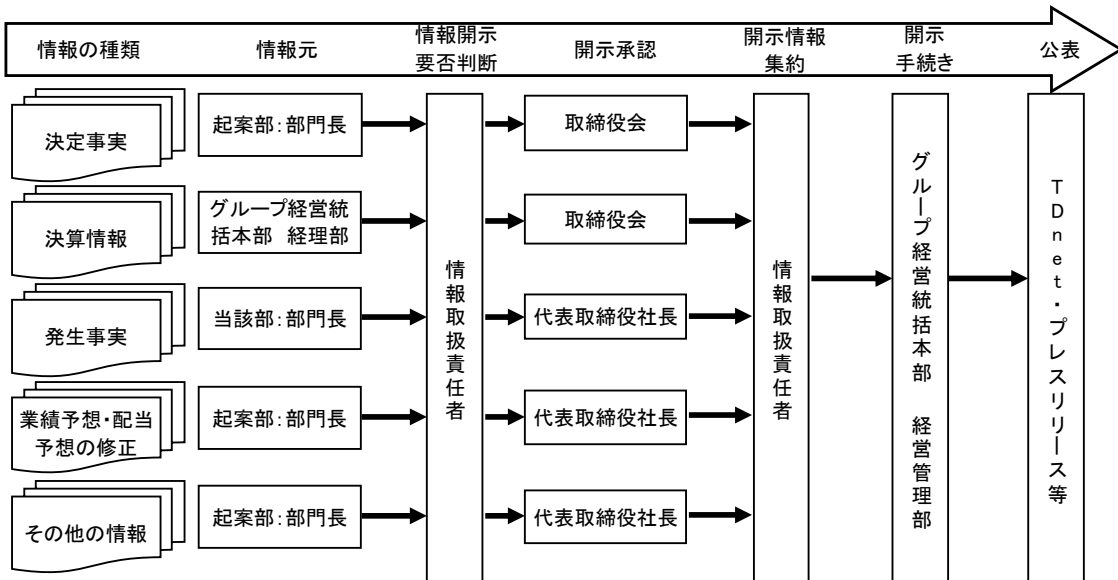 情報の種類
情報元
情報開示
要否判断
開示承認
開示情報
集約
開示
手続き
公表
決定事実
起案部：部門長
取締役会
決算情報
グループ経営統
括本部　経理部
取締役会
発生事実
当該部：部門長
代表取締役社長
業績予想・配当
予想の修正
起案部：部門長
代表取締役社長
その他の情報
起案部：部門長
代表取締役社長
情報取扱責任者
情報取扱責任者
グループ経営統括本部　経営管理部
TDnet・プレスリリース等